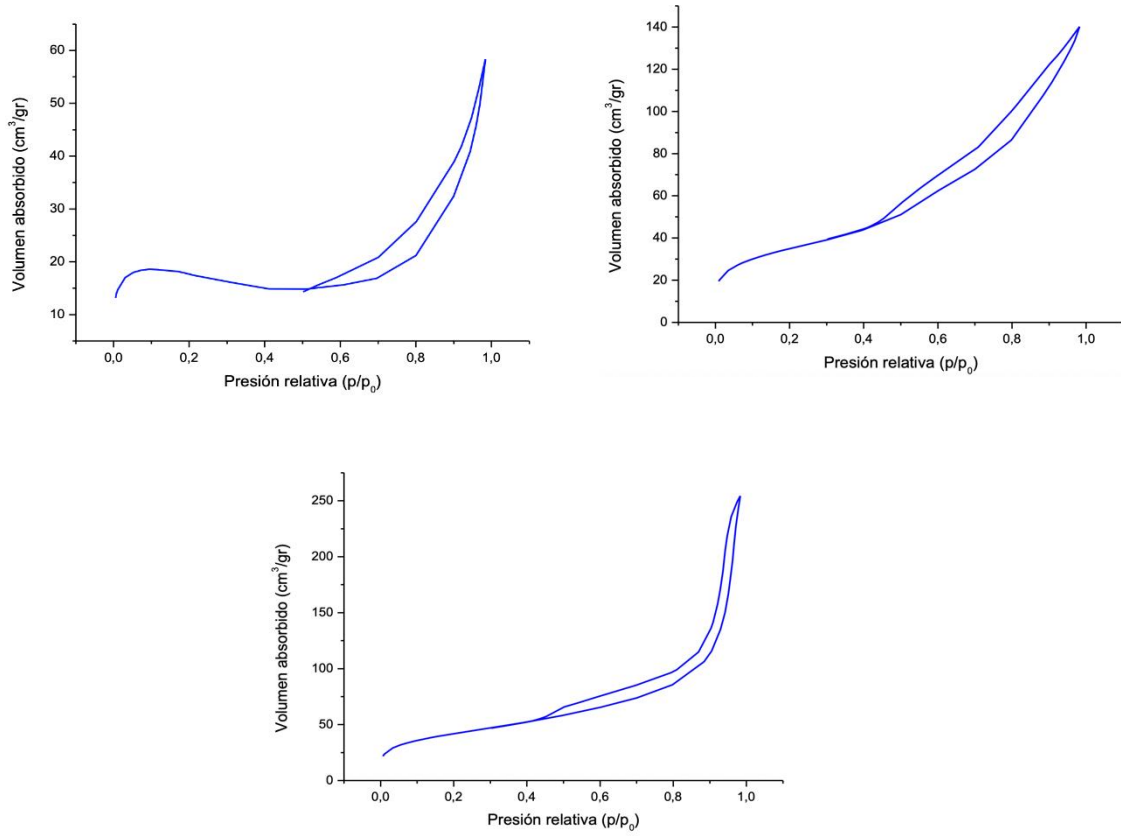 60
50
40
30
20
10
Volumen absorbido (cm³/gr)
0,0 0,2 0,4 0,6 0,8 1,0
Presión relativa (p/p₀)
140
120
100
80
60
40
20
0
Volumen absorbido (cm³/gr)
0,0 0,2 0,4 0,6 0,8 1,0
Presión relativa (p/p₀)
250
200
150
100
50
0
Volumen absorbido (cm³/gr)
0,0 0,2 0,4 0,6 0,8 1,0
Presión relativa (p/p₀)